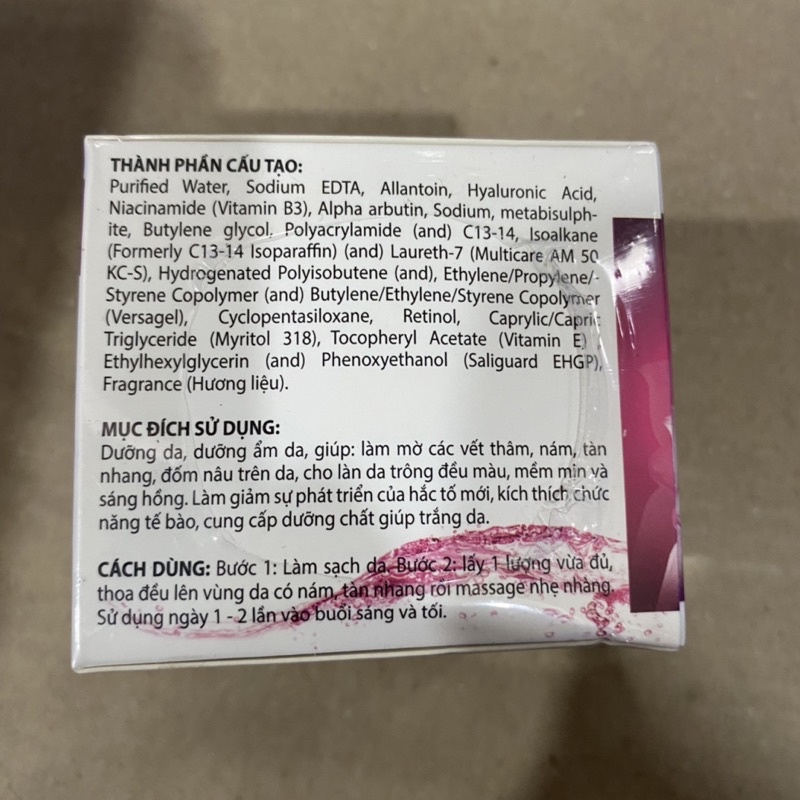 THÀNH PHẦN CẤU TẠO:
Purified Water, Sodium EDTA, Allantoin, Hyaluronic Acid,
Niacinamide (Vitamin B3), Alpha arbutin, Sodium, metabisulph-
ite, Butylene glycol. Polyacrylamide (and) C13-14, Isoalkane
(Formerly C13-14 Isoparaffin) (and) Laureth-7 (Multicare AM 50
KC-S), Hydrogenated Polyisobutene (and), Ethylene/Propylene/-
Styrene Copolymer (and) Butylene/Ethylene/Styrene Copolymer
(Versagel), Cyclopentasiloxane, Retinol, Caprylic/Capric
Triglyceride (Myritol 318), Tocopheryl Acetate (Vitamin E) ,
Ethylhexylglycerin (and) Phenoxyethanol (Saliguard EHGP),
Fragrance (Hương liệu).
MỤC ĐÍCH SỬ DỤNG:
Dưỡng da, dưỡng ẩm da, giúp: làm mờ các vết thâm, nám, tàn
nhang, đốm nâu trên da, cho làn da trông đều màu, mềm mịn và
sáng hồng. Làm giảm sự phát triển của hắc tố mới, kích thích chức
năng tế bào, cung cấp dưỡng chất giúp trắng da.
CÁCH DÙNG: Bước 1: Làm sạch da. Bước 2: lấy 1 lượng vừa đủ,
thoa đều lên vùng da có nám, tàn nhang rồi massage nhẹ nhàng.
Sử dụng ngày 1 - 2 lần vào buổi sáng và tối.